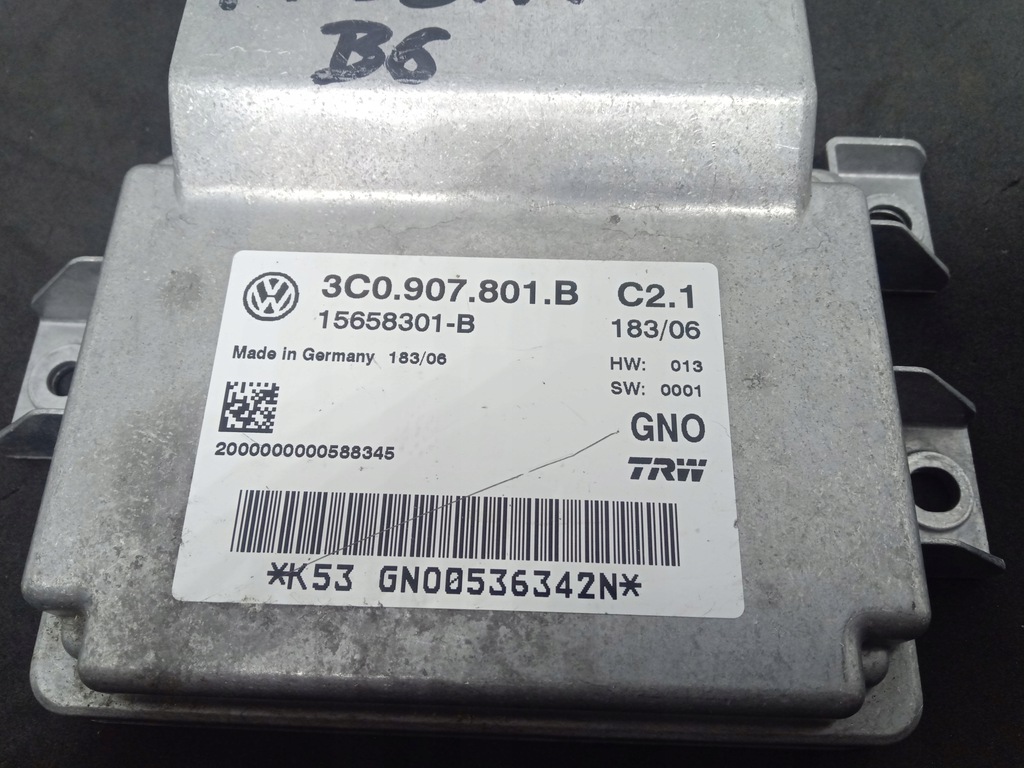 B6
3C0.907.801.B C2.1
15658301-B 183/06
Made in Germany 183/06
HW: 013
SW: 0001
GNO
2000000000588345
TRW
*K53 GNO0536342N*